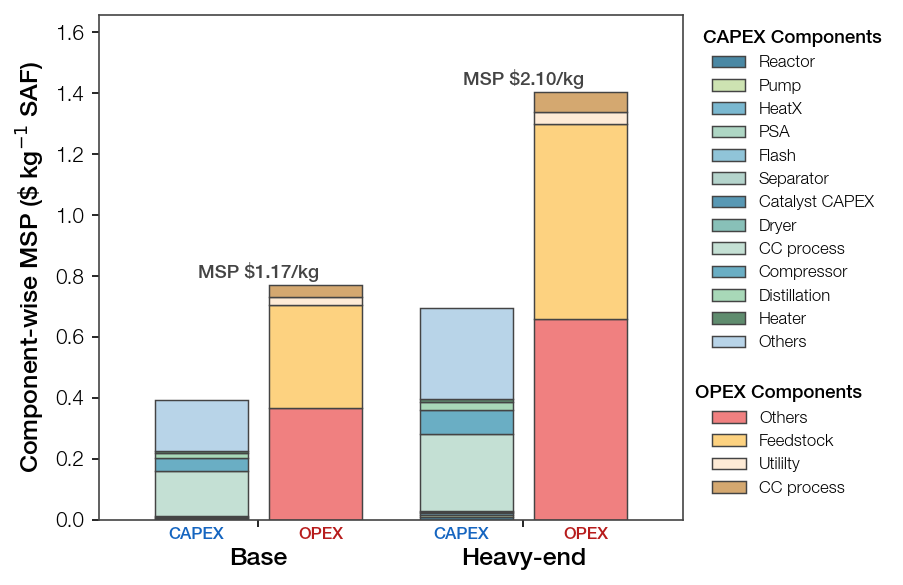 Component-wise MSP ($ kg⁻¹ SAF)
1.6
1.4
1.2
1.0
0.8
0.6
0.4
0.2
0.0
MSP $1.17/kg
MSP $2.10/kg
CAPEX
OPEX
CAPEX
OPEX
Base
Heavy-end
CAPEX Components
Reactor
Pump
HeatX
PSA
Flash
Separator
Catalyst CAPEX
Dryer
CC process
Compressor
Distillation
Heater
Others
OPEX Components
Others
Feedstock
Utililty
CC process